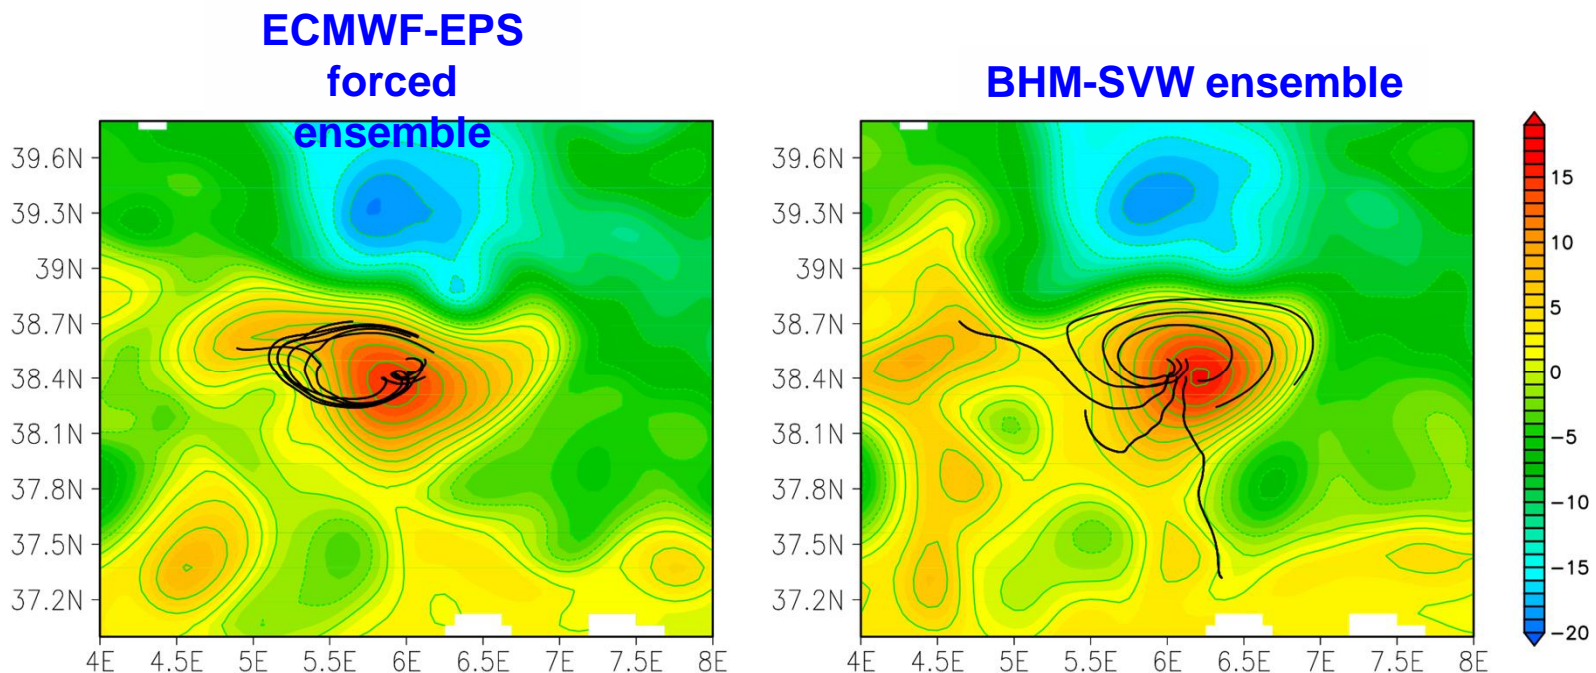 ECMWF-EPS
forced
ensemble
BHM-SVW ensemble
39.6N
39.3N
39N
38.7N
38.4N
38.1N
37.8N
37.5N
37.2N
4E 4.5E 5E 5.5E 6E 6.5E 7E 7.5E 8E
39.6N
39.3N
39N
38.7N
38.4N
38.1N
37.8N
37.5N
37.2N
4E 4.5E 5E 5.5E 6E 6.5E 7E 7.5E 8E
15
10
5
0
−5
−10
−15
−20